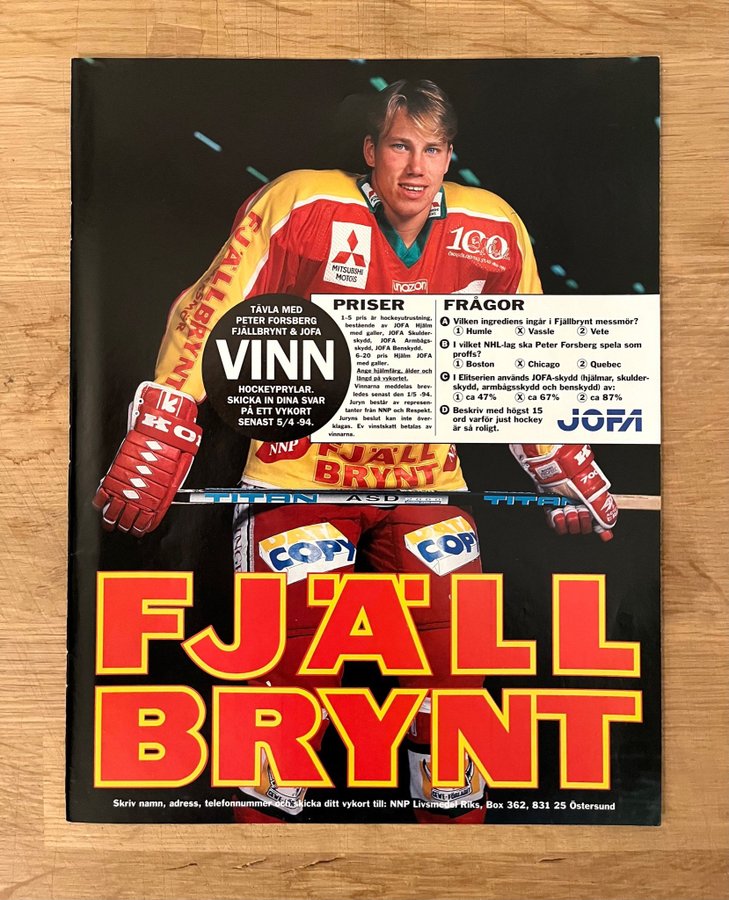 FJÄLLBRYNT
MESSMÖR
MITSUBISHI
MOTORS
100
unazon
TÄVLA MED
PETER FORSBERG
FJÄLLBRYNT & JOFA
VINN
HOCKEYPRYLAR.
SKICKA IN DINA SVAR
PÅ ETT VYKORT
SENAST 5/4 -94.
PRISER
1-5 pris är hockeyutrustning,
bestående av JOFA Hjälm
med galler, JOFA Skulder-
skydd, JOFA Armbågs-
skydd, JOFA Benskydd.
6-20 pris Hjälm JOFA
med galler.
Ange hjälmfärg, ålder och
längd på vykortet.
Vinnarna meddelas brev-
ledes senast den 1/5 -94.
Juryn består av represen-
tanter från NNP och Respekt.
Juryns beslut kan inte över-
klagas. Ev vinstskatt betalas av
vinnarna.
FRÅGOR
A Vilken ingrediens ingår i Fjällbrynt messmör?
1 Humle X Vassle 2 Vete
B I vilket NHL-lag ska Peter Forsberg spela som
proffs?
1 Boston X Chicago 2 Quebec
C I Elitserien används JOFA-skydd (hjälmar, skulder-
skydd, armbågsskydd och benskydd) av:
1 ca 47% X ca 67% 2 ca 87%
D Beskriv med högst 15
ord varför just hockey
är så roligt.
JOFA
NNP
FJÄLL
BRYNT
KOHO
TITAN ASD TITAN
DATA
COPY
DATA
COPY
FJÄLL
BRYNT
Skriv namn, adress, telefonnummer och skicka ditt vykort till: NNP Livsmedel Riks, Box 362, 831 25 Östersund